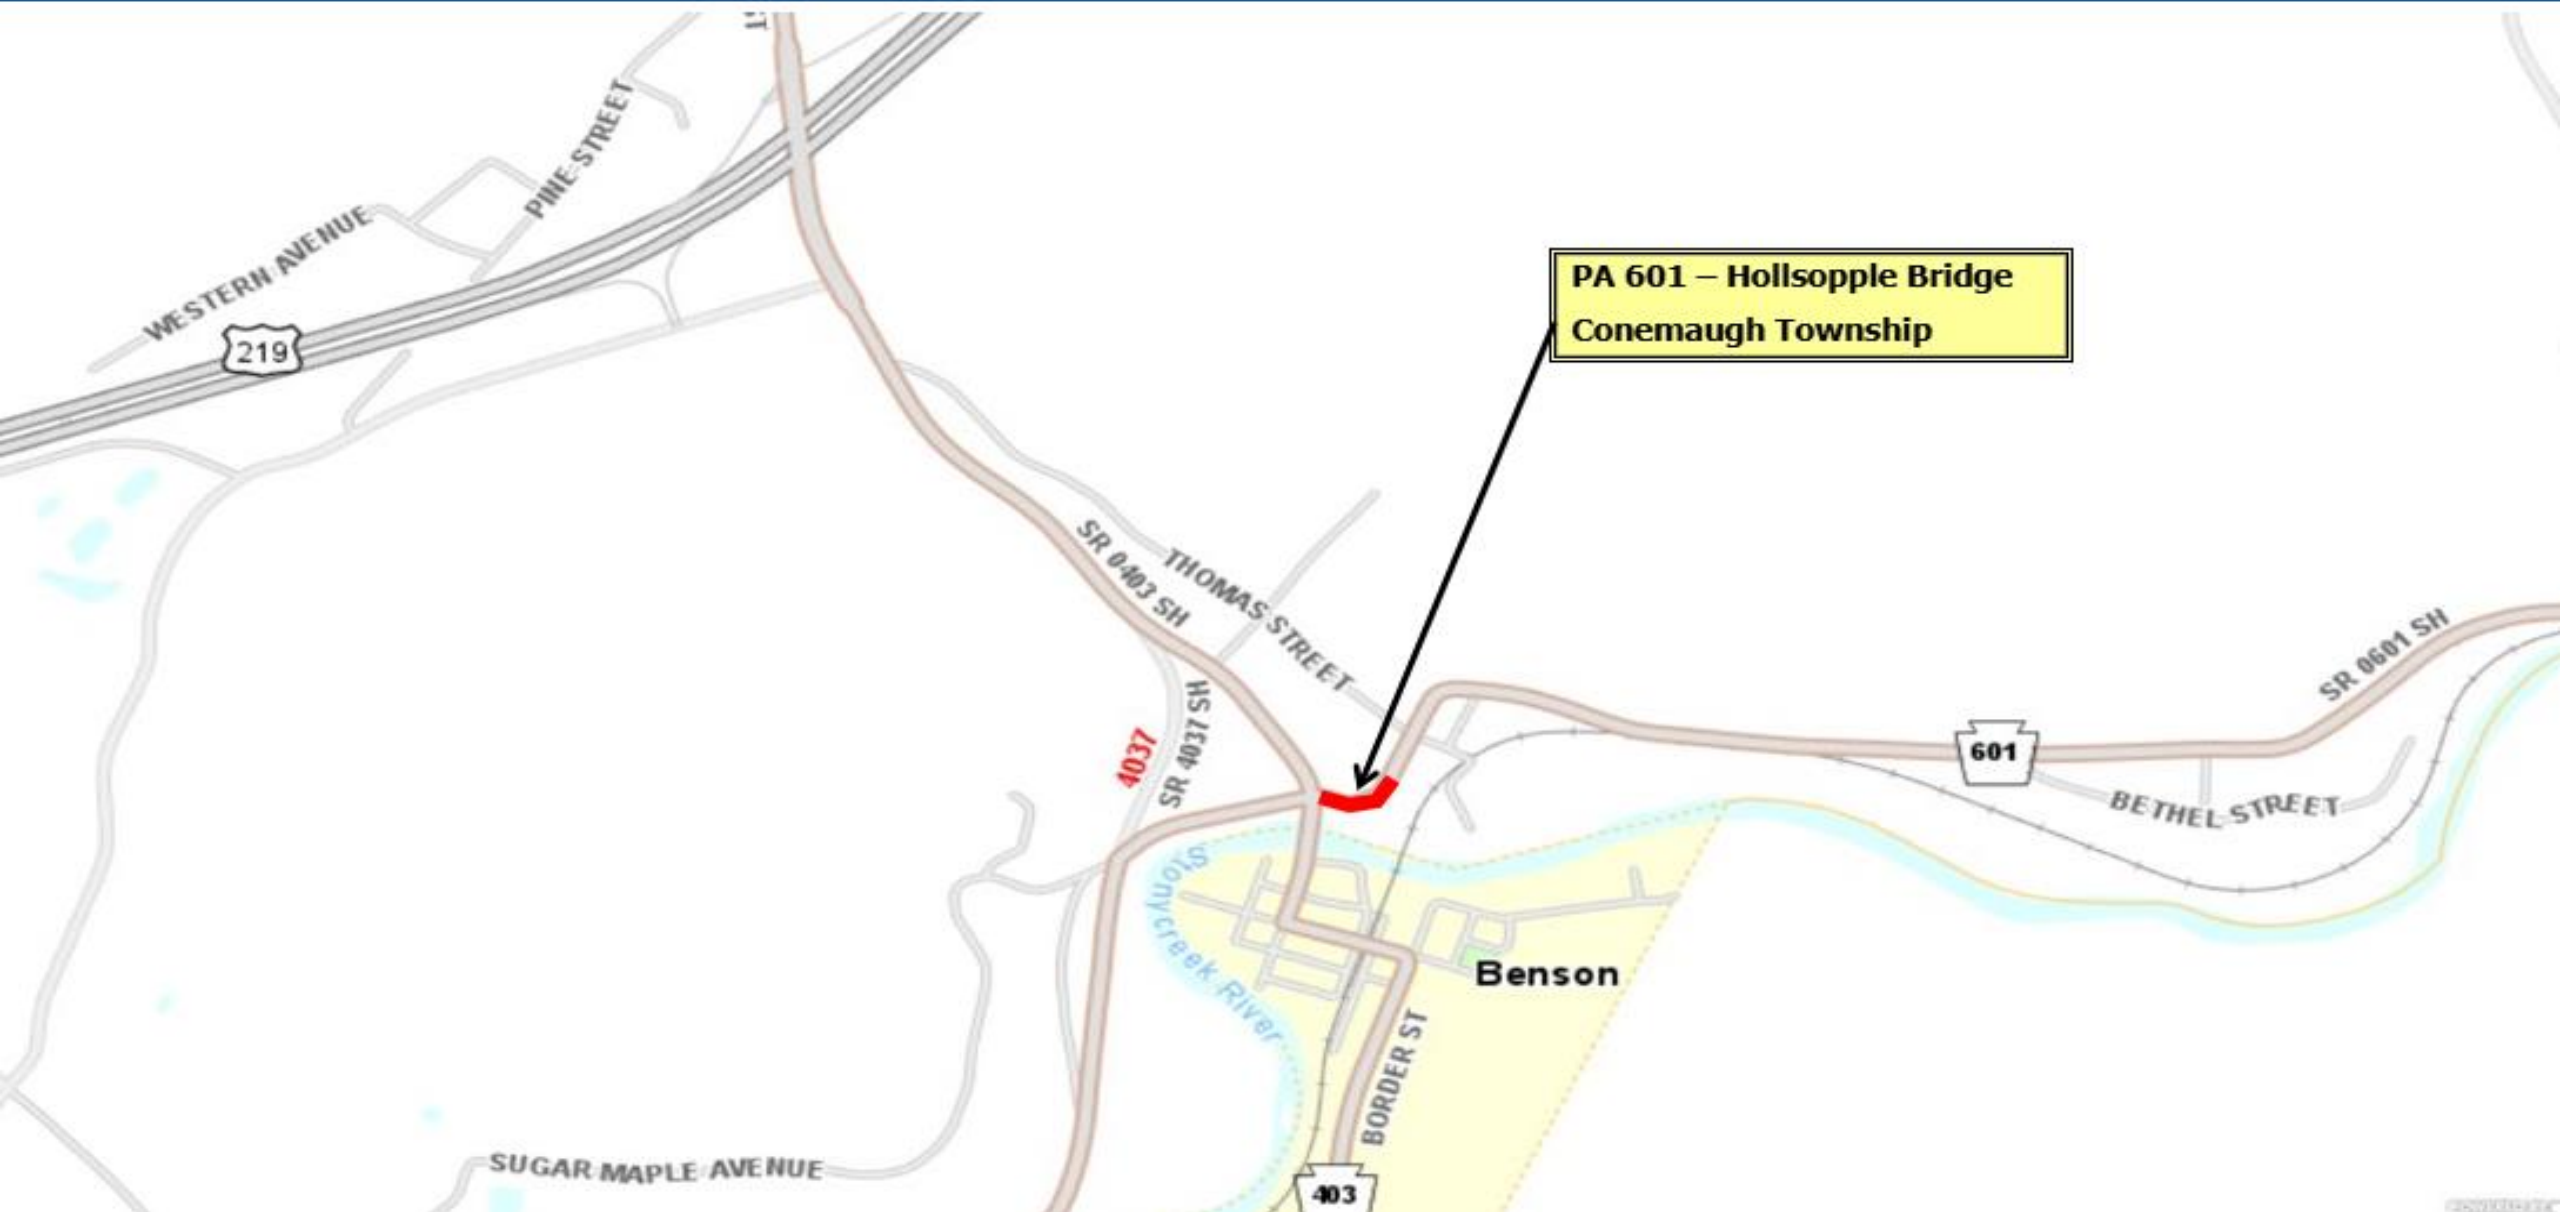 ST
PINE STREET
WESTERN AVENUE
219
PA 601 – Hollsopple Bridge
Conemaugh Township
SR 0403 SH
THOMAS STREET
SR 0601 SH
4037
SR 4037 SH
601
BETHEL STREET
Stonycreek River
Benson
BORDER ST
SUGAR MAPLE AVENUE
403